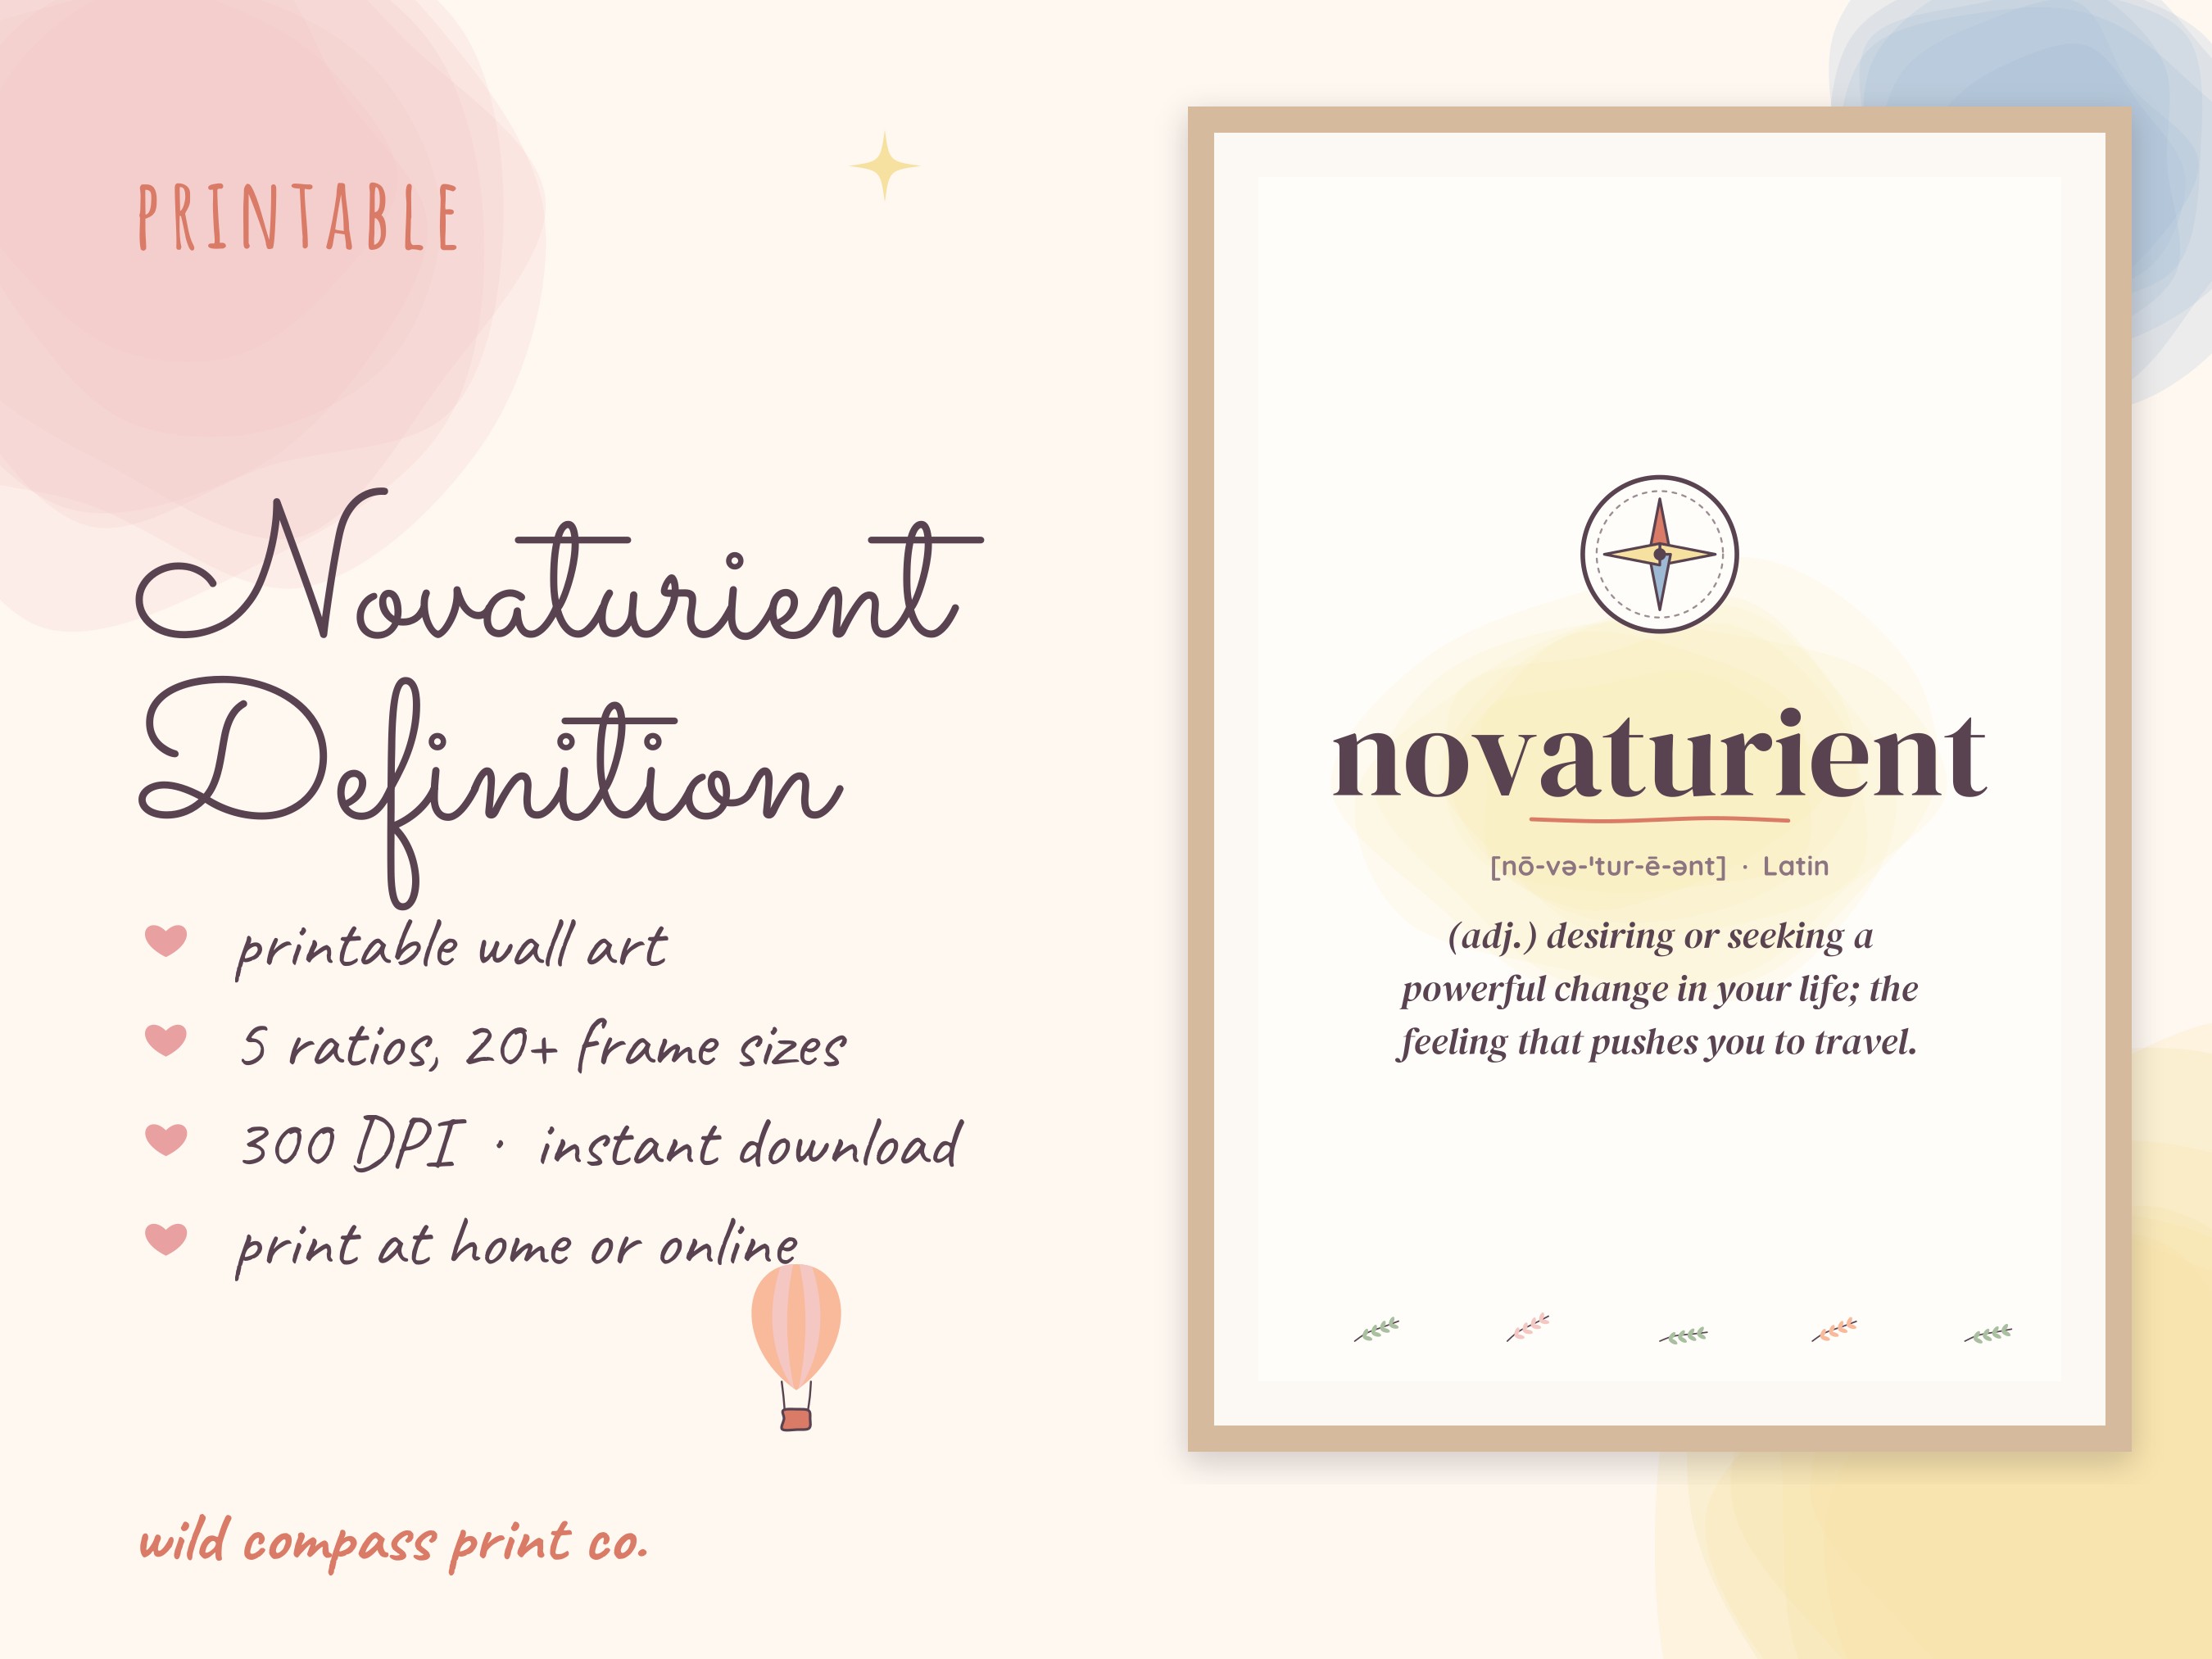 PRINTABLE
Novaturient
Definition
printable wall art
5 ratios, 20+ frame sizes
300 DPI · instant download
print at home or online
wild compass print co.
novaturient
[nō-və-ˈtur-ē-ənt] · Latin
(adj.) desiring or seeking a
powerful change in your life; the
feeling that pushes you to travel.